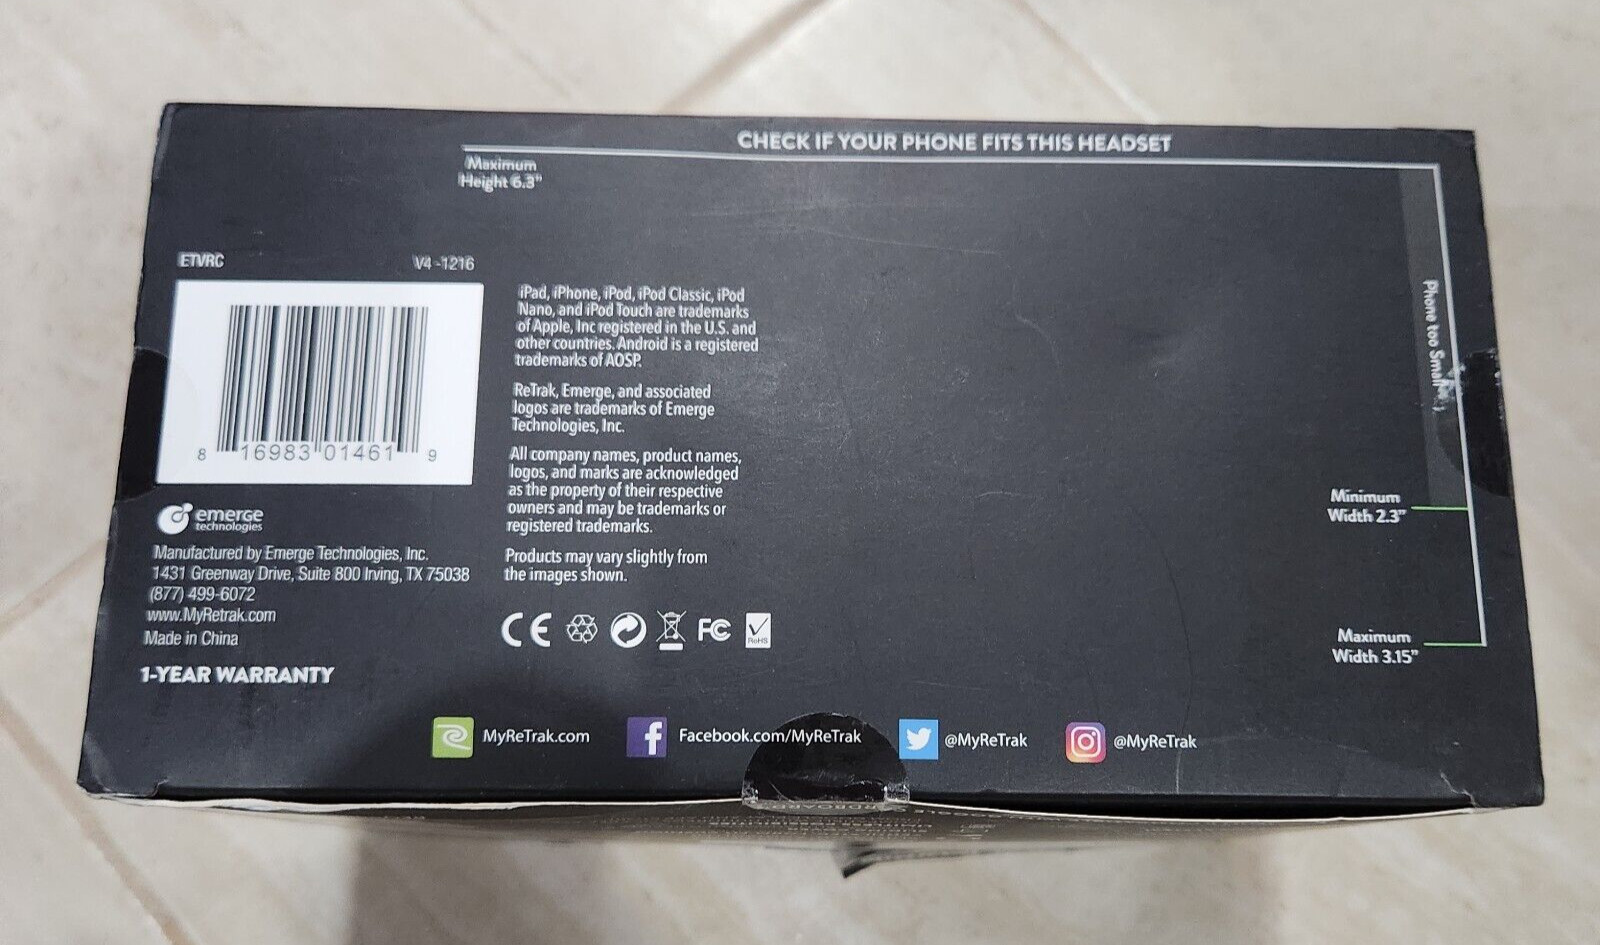 CHECK IF YOUR PHONE FITS THIS HEADSET
Maximum
Height 6.3"
Phone too Small
ETVRC
V4 -1216
8 16983 01461 9
emerge
technologies
Manufactured by Emerge Technologies, Inc.
1431 Greenway Drive, Suite 800 Irving, TX 75038
(877) 499-6072
www.MyRetrak.com
Made in China
1-YEAR WARRANTY
iPad, iPhone, iPod, iPod Classic, iPod
Nano, and iPod Touch are trademarks
of Apple, Inc registered in the U.S. and
other countries. Android is a registered
trademarks of AOSP.
ReTrak, Emerge, and associated
logos are trademarks of Emerge
Technologies, Inc.
All company names, product names,
logos, and marks are acknowledged
as the property of their respective
owners and may be trademarks or
registered trademarks.
Products may vary slightly from
the images shown.
CE FC RoHS
Minimum
Width 2.3"
Maximum
Width 3.15"
MyReTrak.com
Facebook.com/MyReTrak
@MyReTrak
@MyReTrak